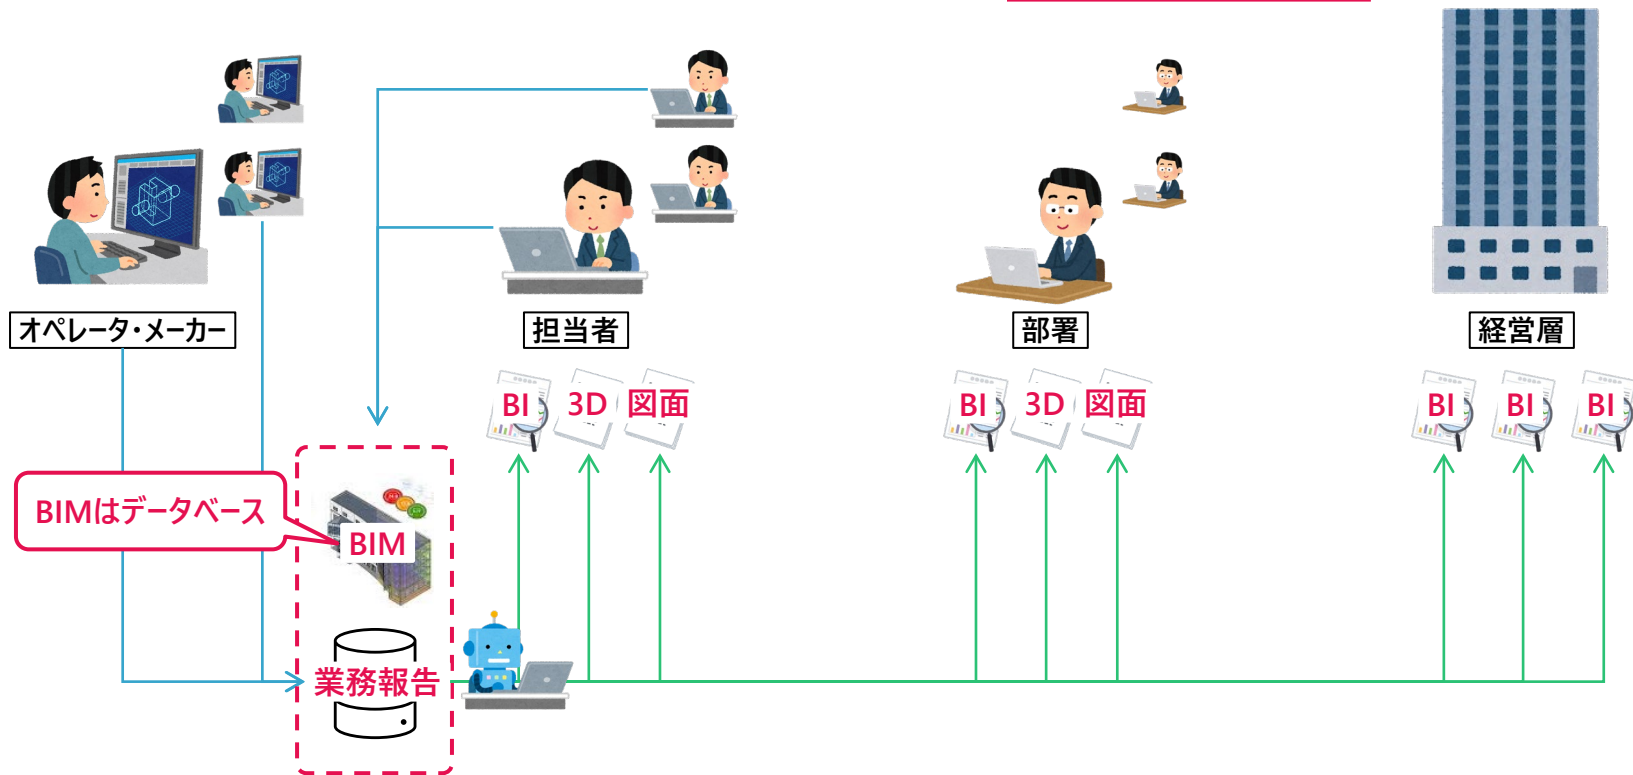 オペレータ・メーカー
担当者
部署
経営層
BI 3D 図面
BI 3D 図面
BI BI BI
BIMはデータベース
BIM
業務報告